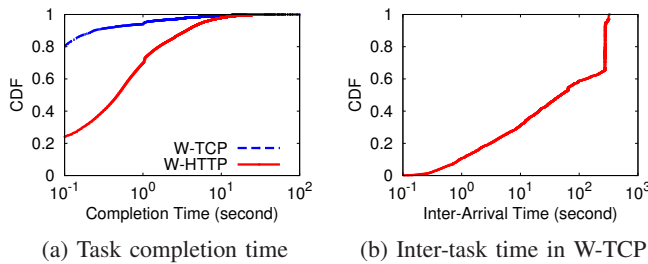 1
0.8
0.6
0.4
0.2
0
CDF
W-TCP
W-HTTP
10^-1 10^0 10^1 10^2
Completion Time (second)
(a) Task completion time
1
0.8
0.6
0.4
0.2
0
CDF
10^-1 10^0 10^1 10^2 10^3
Inter-Arrival Time (second)
(b) Inter-task time in W-TCP